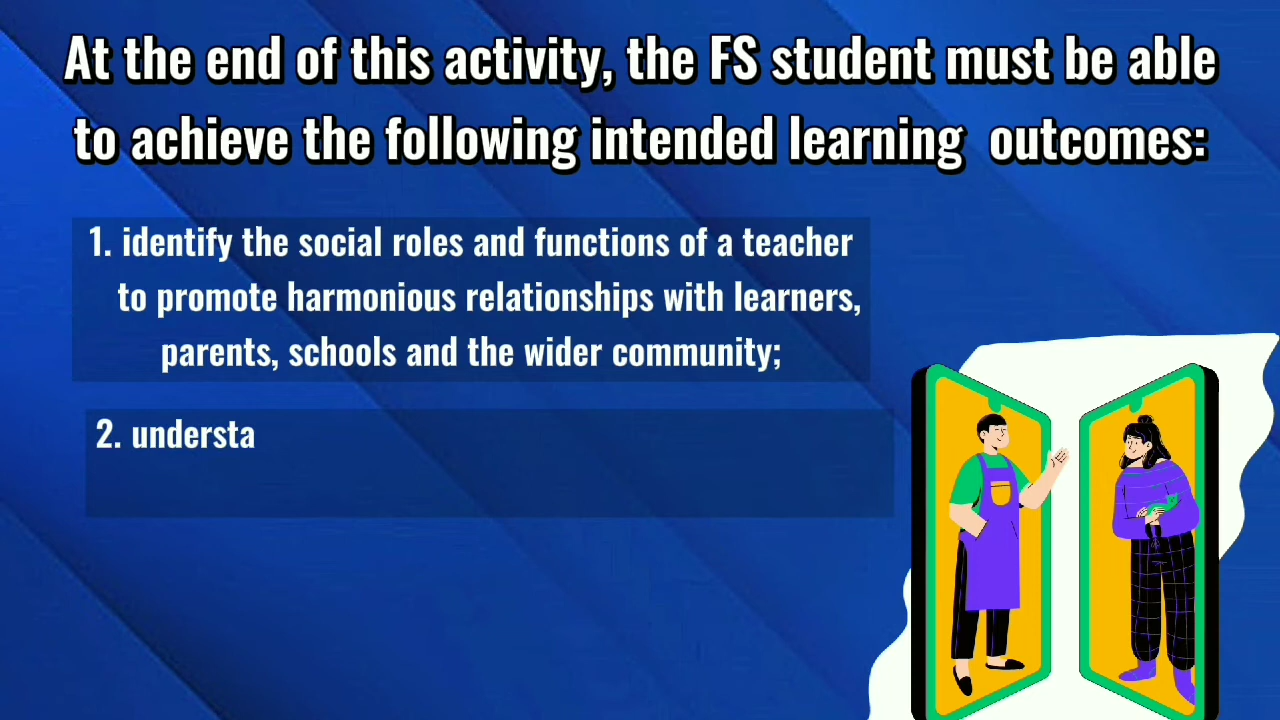 At the end of this activity, the FS student must be able
to achieve the following intended learning outcomes:
1. identify the social roles and functions of a teacher
to promote harmonious relationships with learners,
parents, schools and the wider community;
2. understa